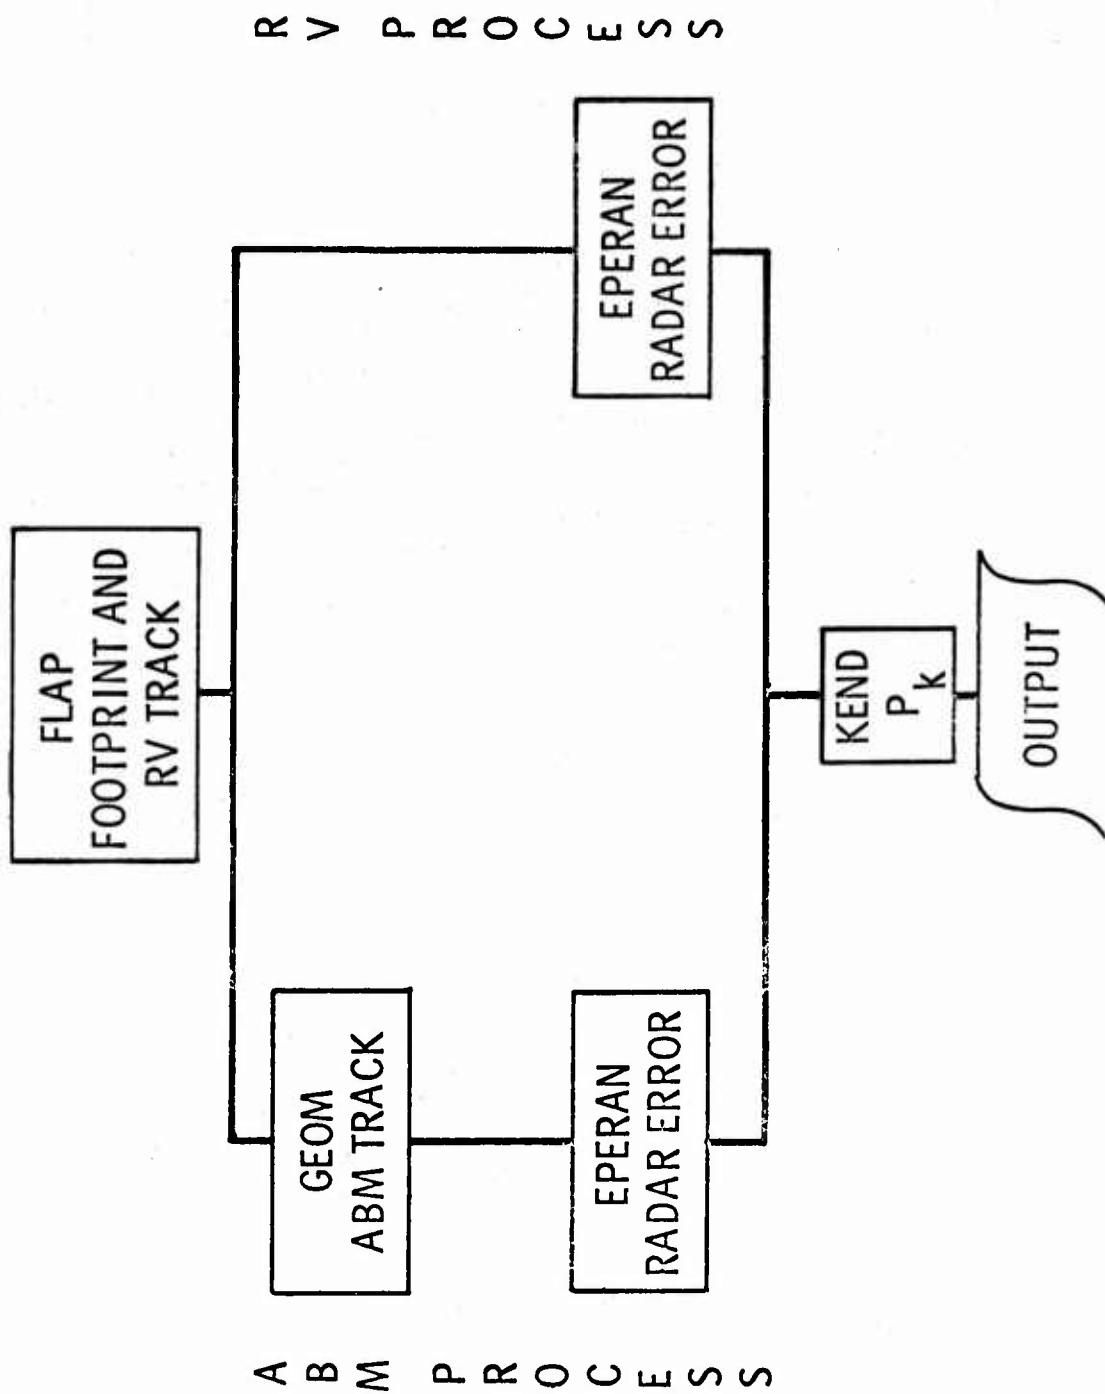 FLAP
FOOTPRINT AND
RV TRACK
ABM PROCESS
GEOM
ABM TRACK
EPERAN
RADAR ERROR
RV PROCESS
EPERAN
RADAR ERROR
KEND
Pk
OUTPUT